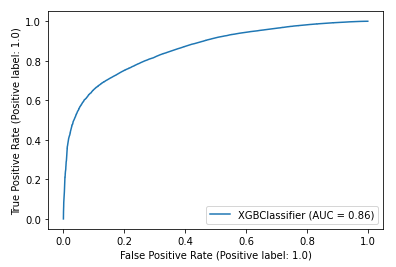 1.0
0.8
0.6
0.4
0.2
0.0
True Positive Rate (Positive label: 1.0)
XGBClassifier (AUC = 0.86)
0.0 0.2 0.4 0.6 0.8 1.0
False Positive Rate (Positive label: 1.0)